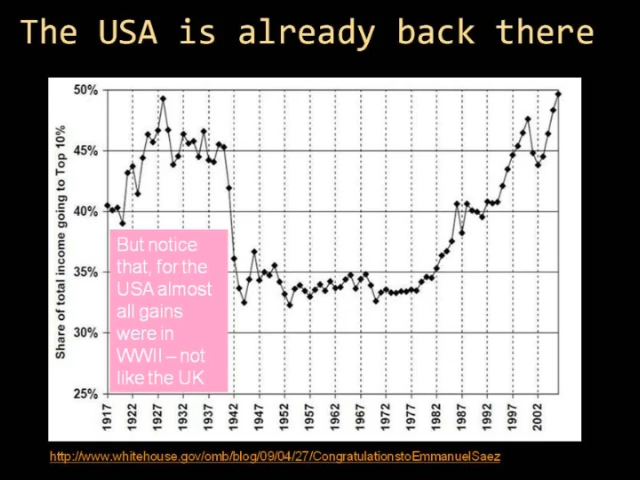 The USA is already back there
50%
45%
40%
35%
30%
25%
Share of total income going to Top 10%
But notice
that, for the
USA almost
all gains
were in
WWII – not
like the UK
1917
1922
1927
1932
1937
1942
1947
1952
1957
1962
1967
1972
1977
1982
1987
1992
1997
2002
http://www.whitehouse.gov/omb/blog/09/04/27/CongratulationstoEmmanuelSaez